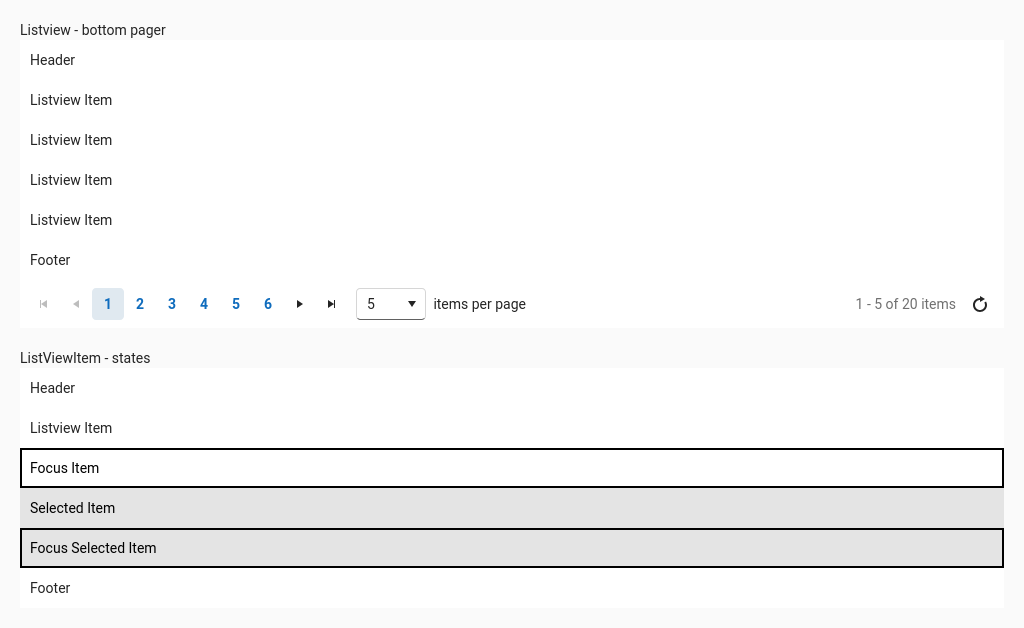 Listview - bottom pager
Header
Listview Item
Listview Item
Listview Item
Listview Item
Footer
1 2 3 4 5 6 5 items per page 1 - 5 of 20 items
ListViewItem - states
Header
Listview Item
Focus Item
Selected Item
Focus Selected Item
Footer